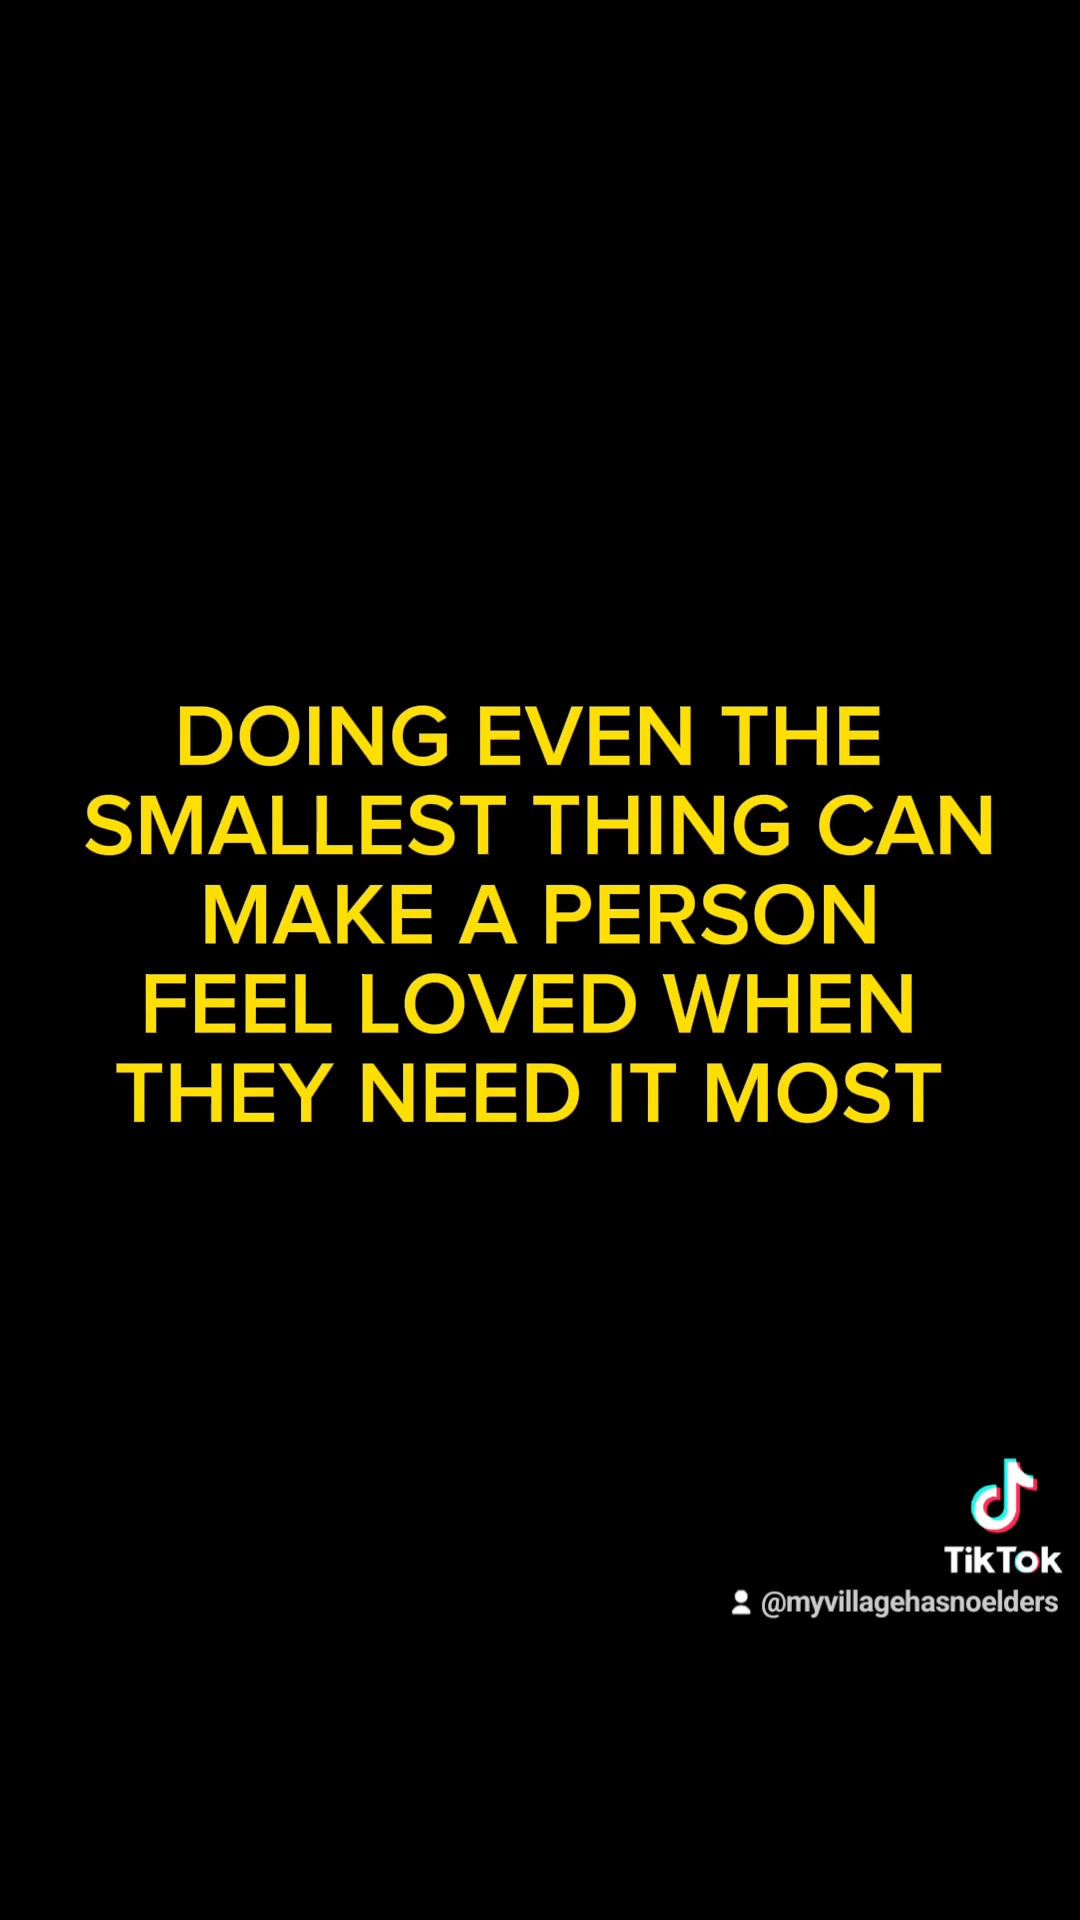 DOING EVEN THE
SMALLEST THING CAN
MAKE A PERSON
FEEL LOVED WHEN
THEY NEED IT MOST
TikTok
@myvillagehasnoelders